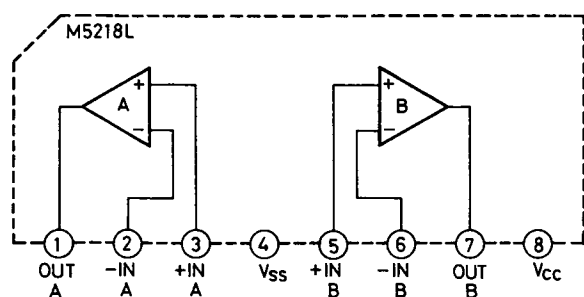 M5218L
+ A −
+ B −
1 2 3 4 5 6 7 8
OUT −IN +IN VSS +IN −IN OUT VCC
A A A B B B